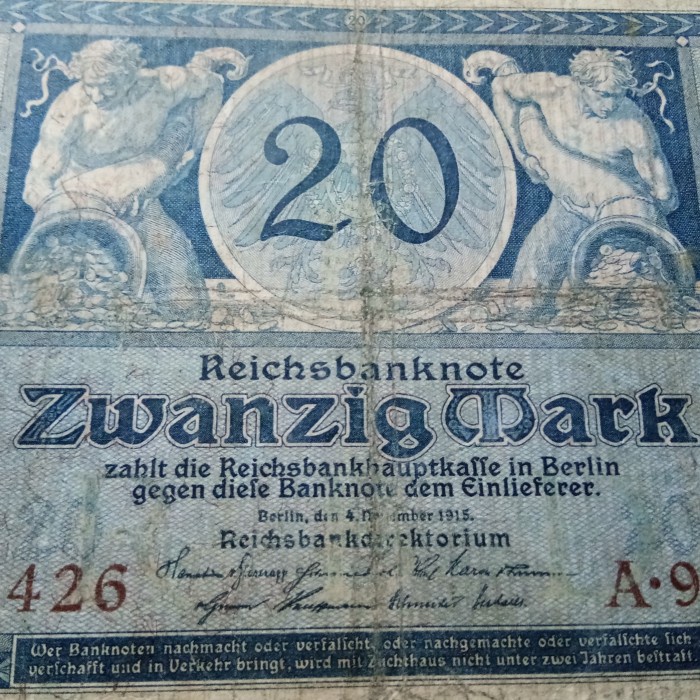 20
20
Reichsbanknote
Zwanzig Mark
zahlt die Reichsbankhauptkaſſe in Berlin
gegen dieſe Banknote dem Einlieferer.
Berlin, den 4. November 1915.
Reichsbankdirektorium
426 A·9
Wer Banknoten nachmacht oder verfälſcht, oder nachgemachte oder verfälſchte ſich
verſchafft und in Verkehr bringt, wird mit Zuchthaus nicht unter zwei Jahren beſtraft